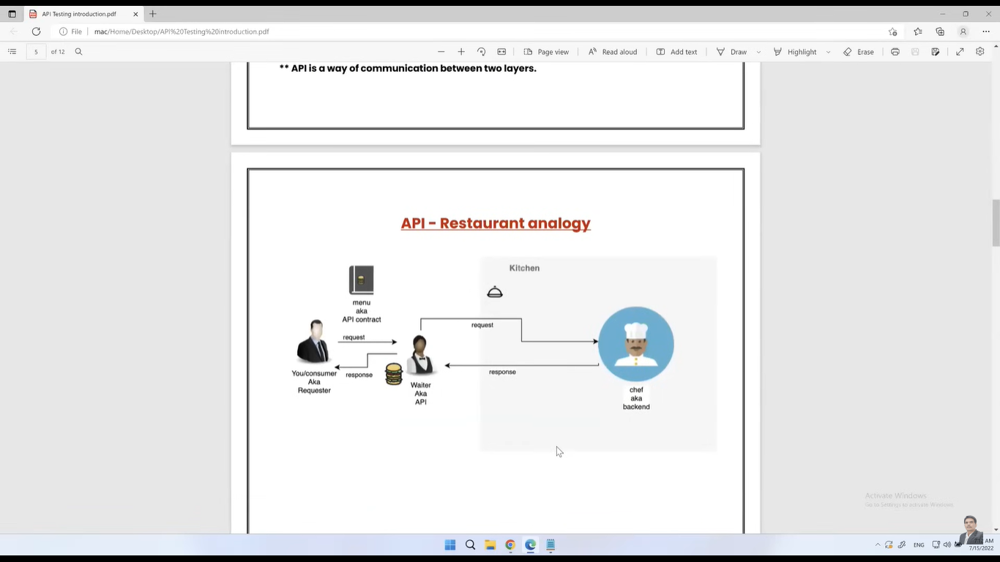 API Testing introduction.pdf
File
mac/Home/Desktop/API%20Testing%20introduction.pdf
5
of 12
Page view
Read aloud
Add text
Draw
Highlight
Erase
** API is a way of communication between two layers.
API - Restaurant analogy
Kitchen
menu
aka
API contract
request
request
response
response
You/consumer
Aka
Requester
Waiter
Aka
API
chef
aka
backend
Activate Windows
Go to Settings to activate Windows.
ENG
AM
7/15/2022